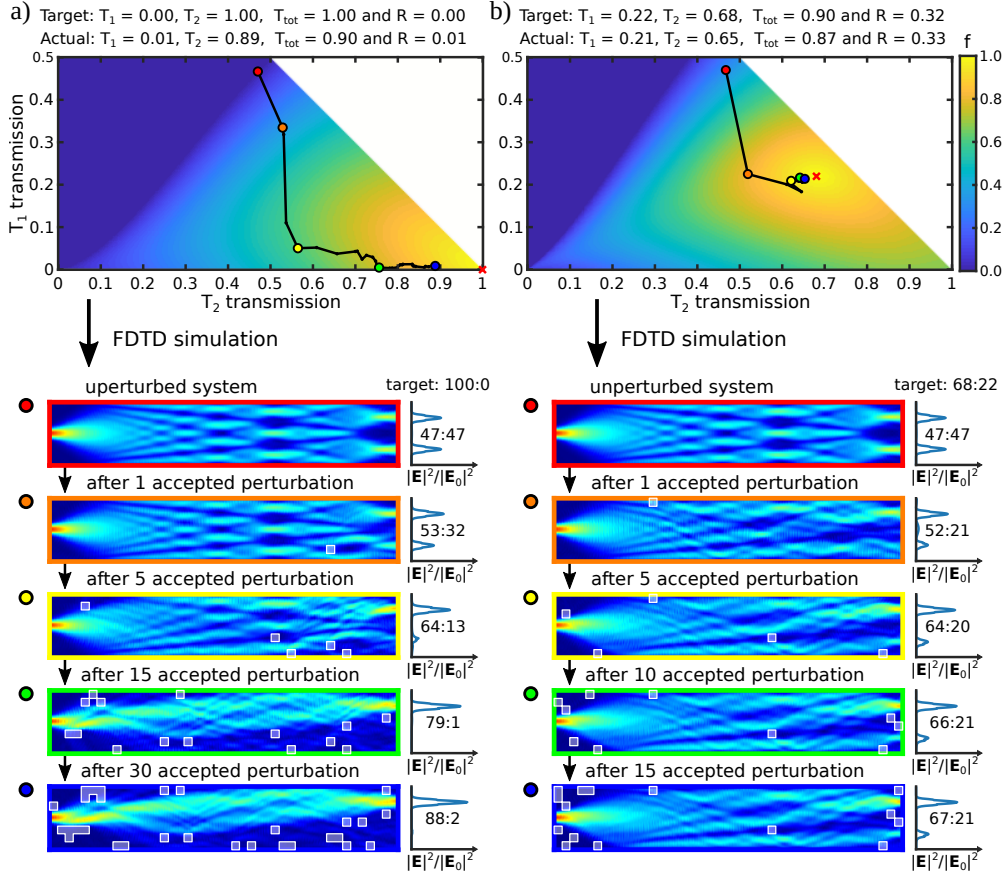 a) Target: T1 = 0.00, T2 = 1.00, Ttot = 1.00 and R = 0.00
Actual: T1 = 0.01, T2 = 0.89, Ttot = 0.90 and R = 0.01
b) Target: T1 = 0.22, T2 = 0.68, Ttot = 0.90 and R = 0.32
Actual: T1 = 0.21, T2 = 0.65, Ttot = 0.87 and R = 0.33
T1 transmission
0.5
0.4
0.3
0.2
0.1
0
0 0.1 0.2 0.3 0.4 0.5 0.6 0.7 0.8 0.9 1
T2 transmission
0.5
0.4
0.3
0.2
0.1
0
0 0.1 0.2 0.3 0.4 0.5 0.6 0.7 0.8 0.9 1
T2 transmission
f
1.0
0.8
0.6
0.4
0.2
0.0
FDTD simulation
uperturbed system
target: 100:0
47:47
|E|²/|E0|²
after 1 accepted perturbation
53:32
|E|²/|E0|²
after 5 accepted perturbation
64:13
|E|²/|E0|²
after 15 accepted perturbation
79:1
|E|²/|E0|²
after 30 accepted perturbation
88:2
|E|²/|E0|²
FDTD simulation
unperturbed system
target: 68:22
47:47
|E|²/|E0|²
after 1 accepted perturbation
52:21
|E|²/|E0|²
after 5 accepted perturbation
64:20
|E|²/|E0|²
after 10 accepted perturbation
66:21
|E|²/|E0|²
after 15 accepted perturbation
67:21
|E|²/|E0|²